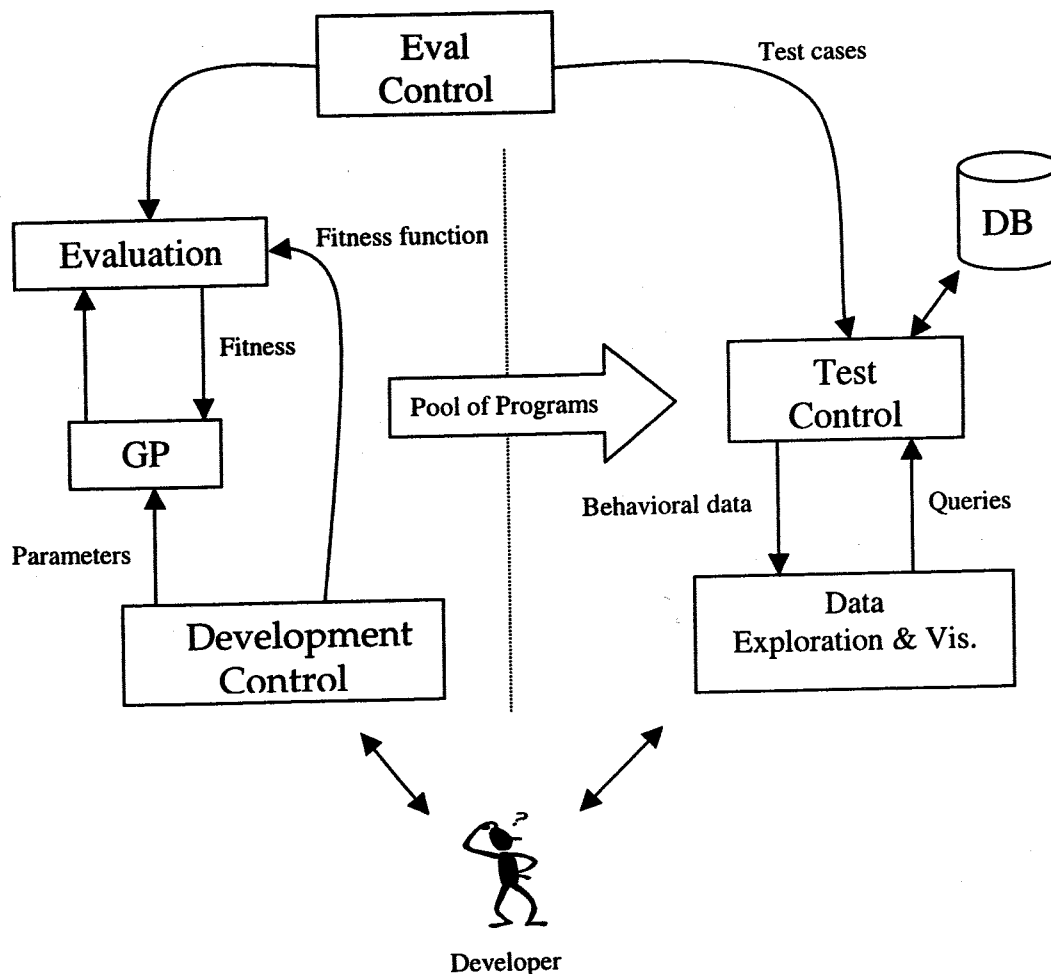 Eval
Control
Test cases
DB
Evaluation
Fitness function
Fitness
Test
Control
Pool of Programs
GP
Behavioral data
Queries
Parameters
Data
Exploration & Vis.
Development
Control
?
Developer